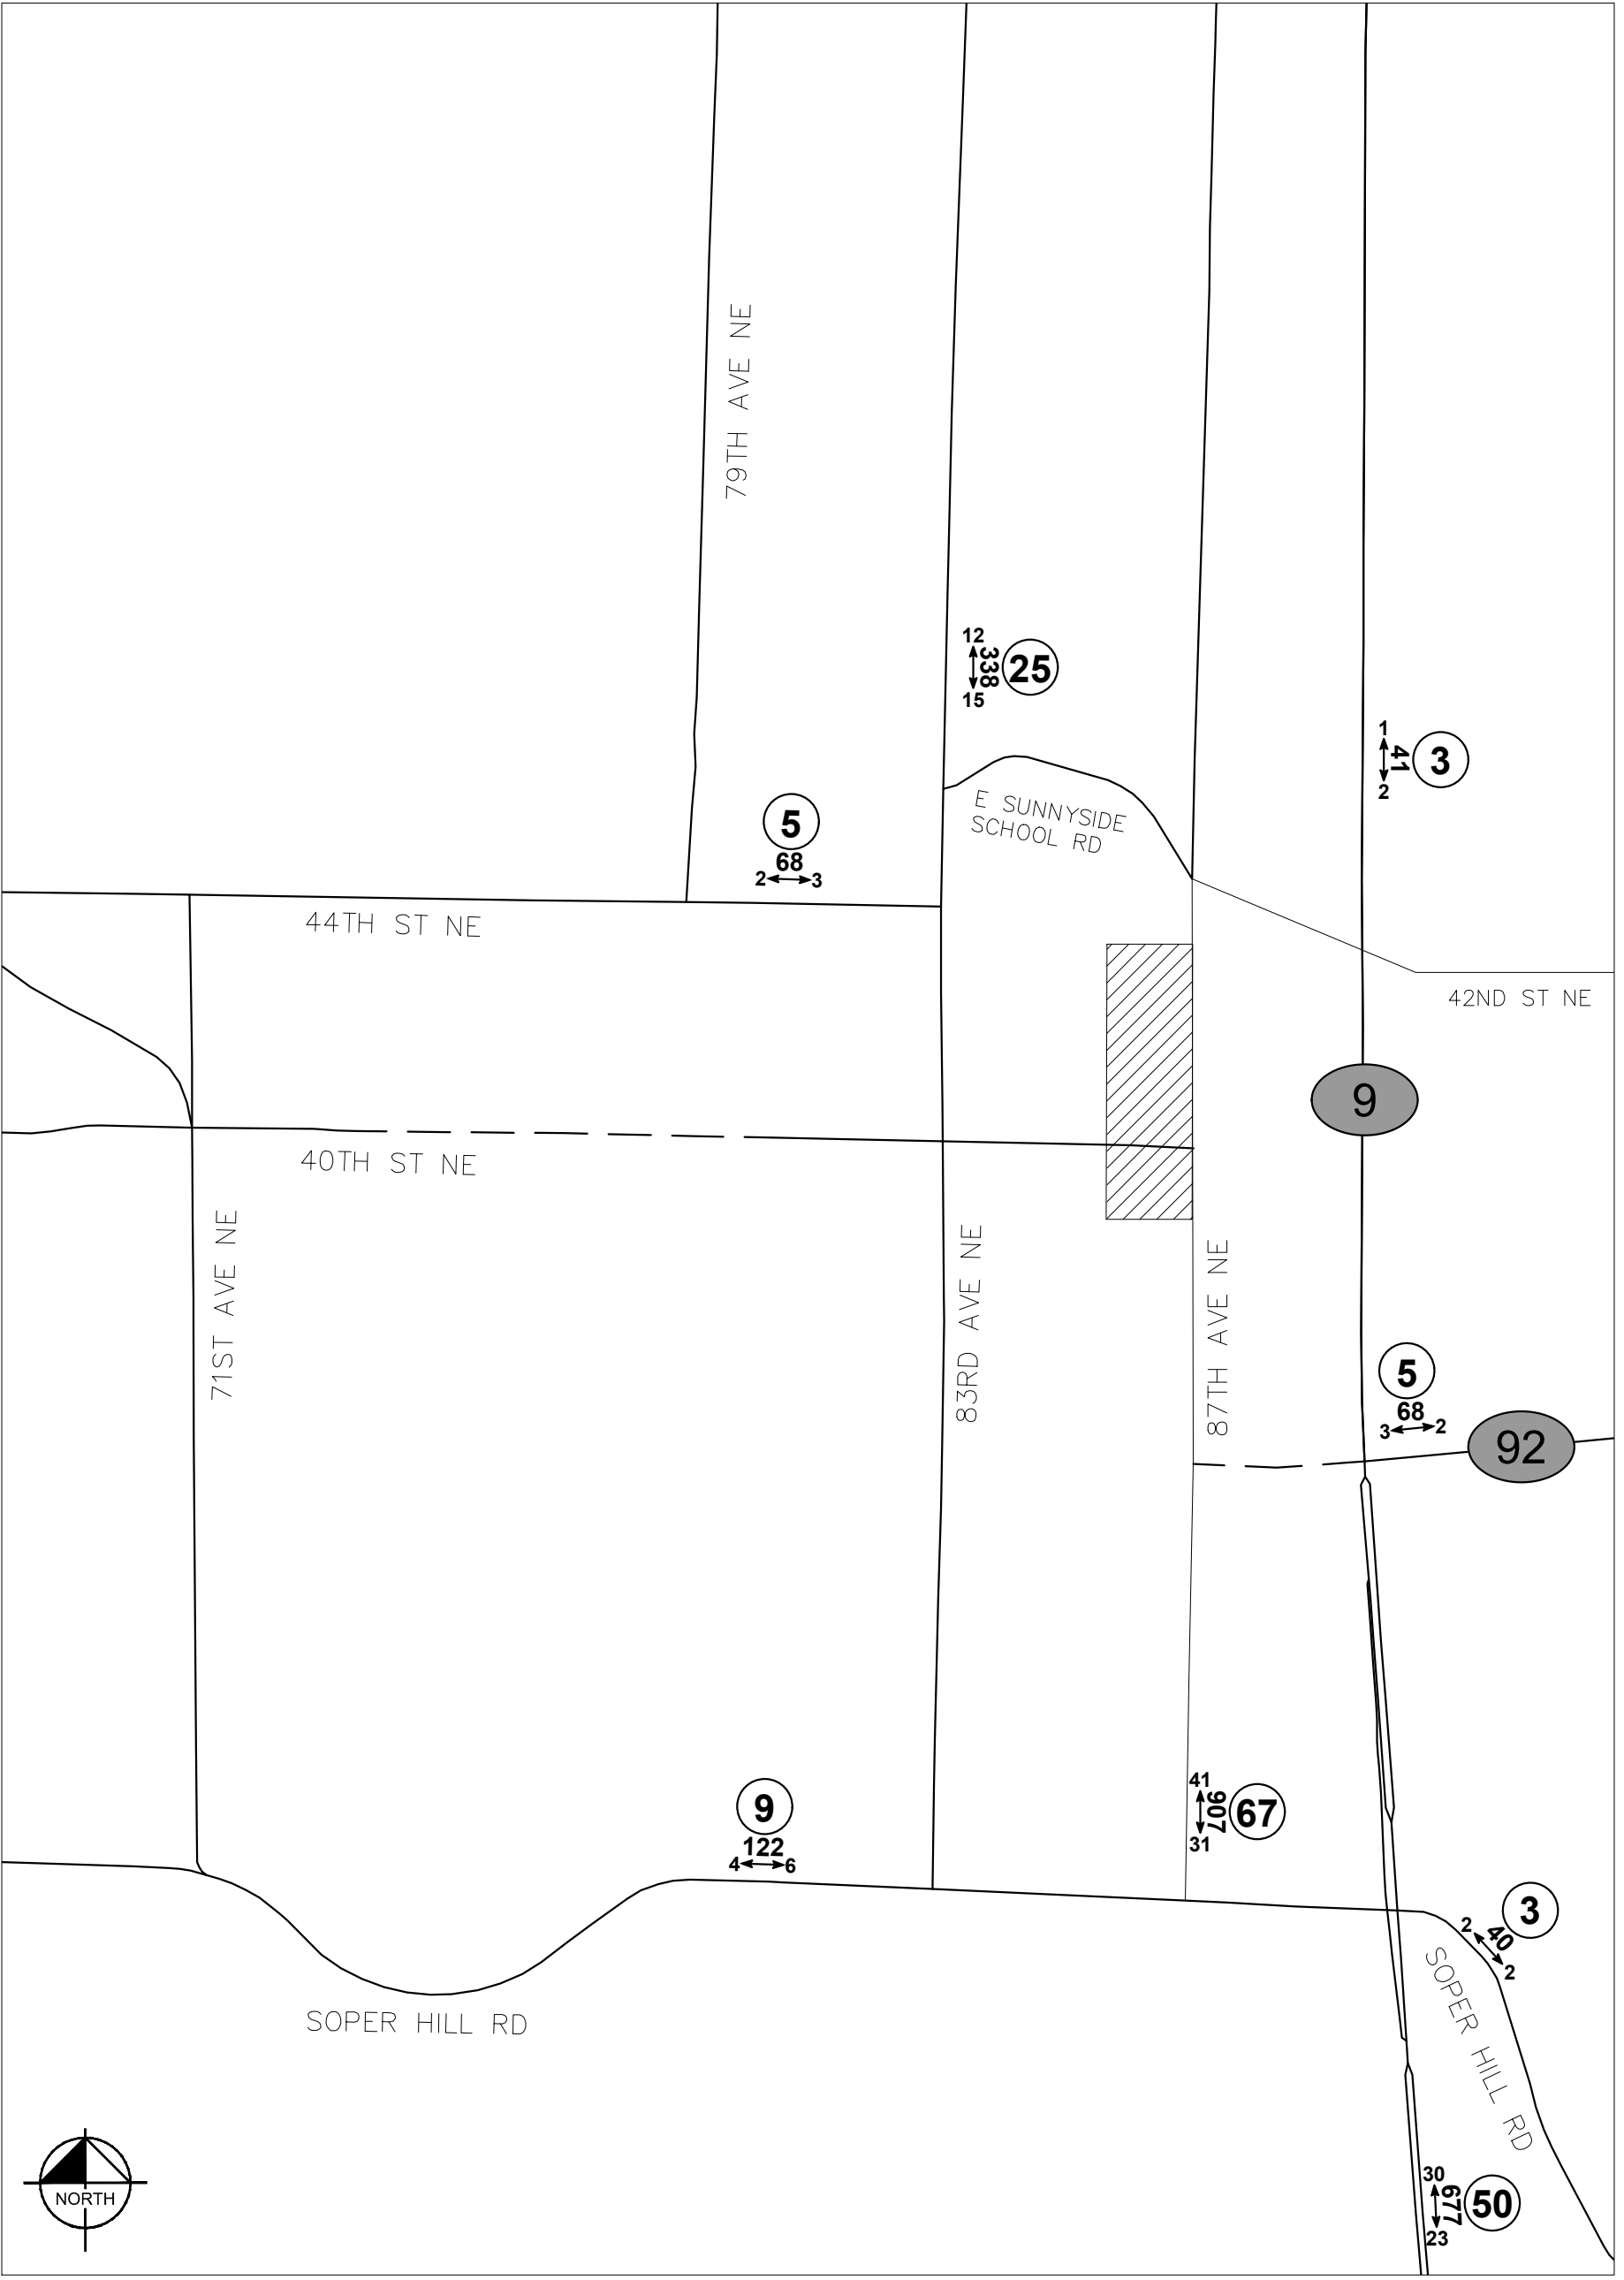 79TH AVE NE
12
338
25
15
1
41
3
2
E SUNNYSIDE
SCHOOL RD
5
68
2
3
44TH ST NE
42ND ST NE
9
40TH ST NE
71ST AVE NE
83RD AVE NE
87TH AVE NE
5
68
3
2
92
41
907
67
31
9
122
4
6
3
2
40
2
SOPER HILL RD
SOPER HILL RD
30
677
50
23
NORTH